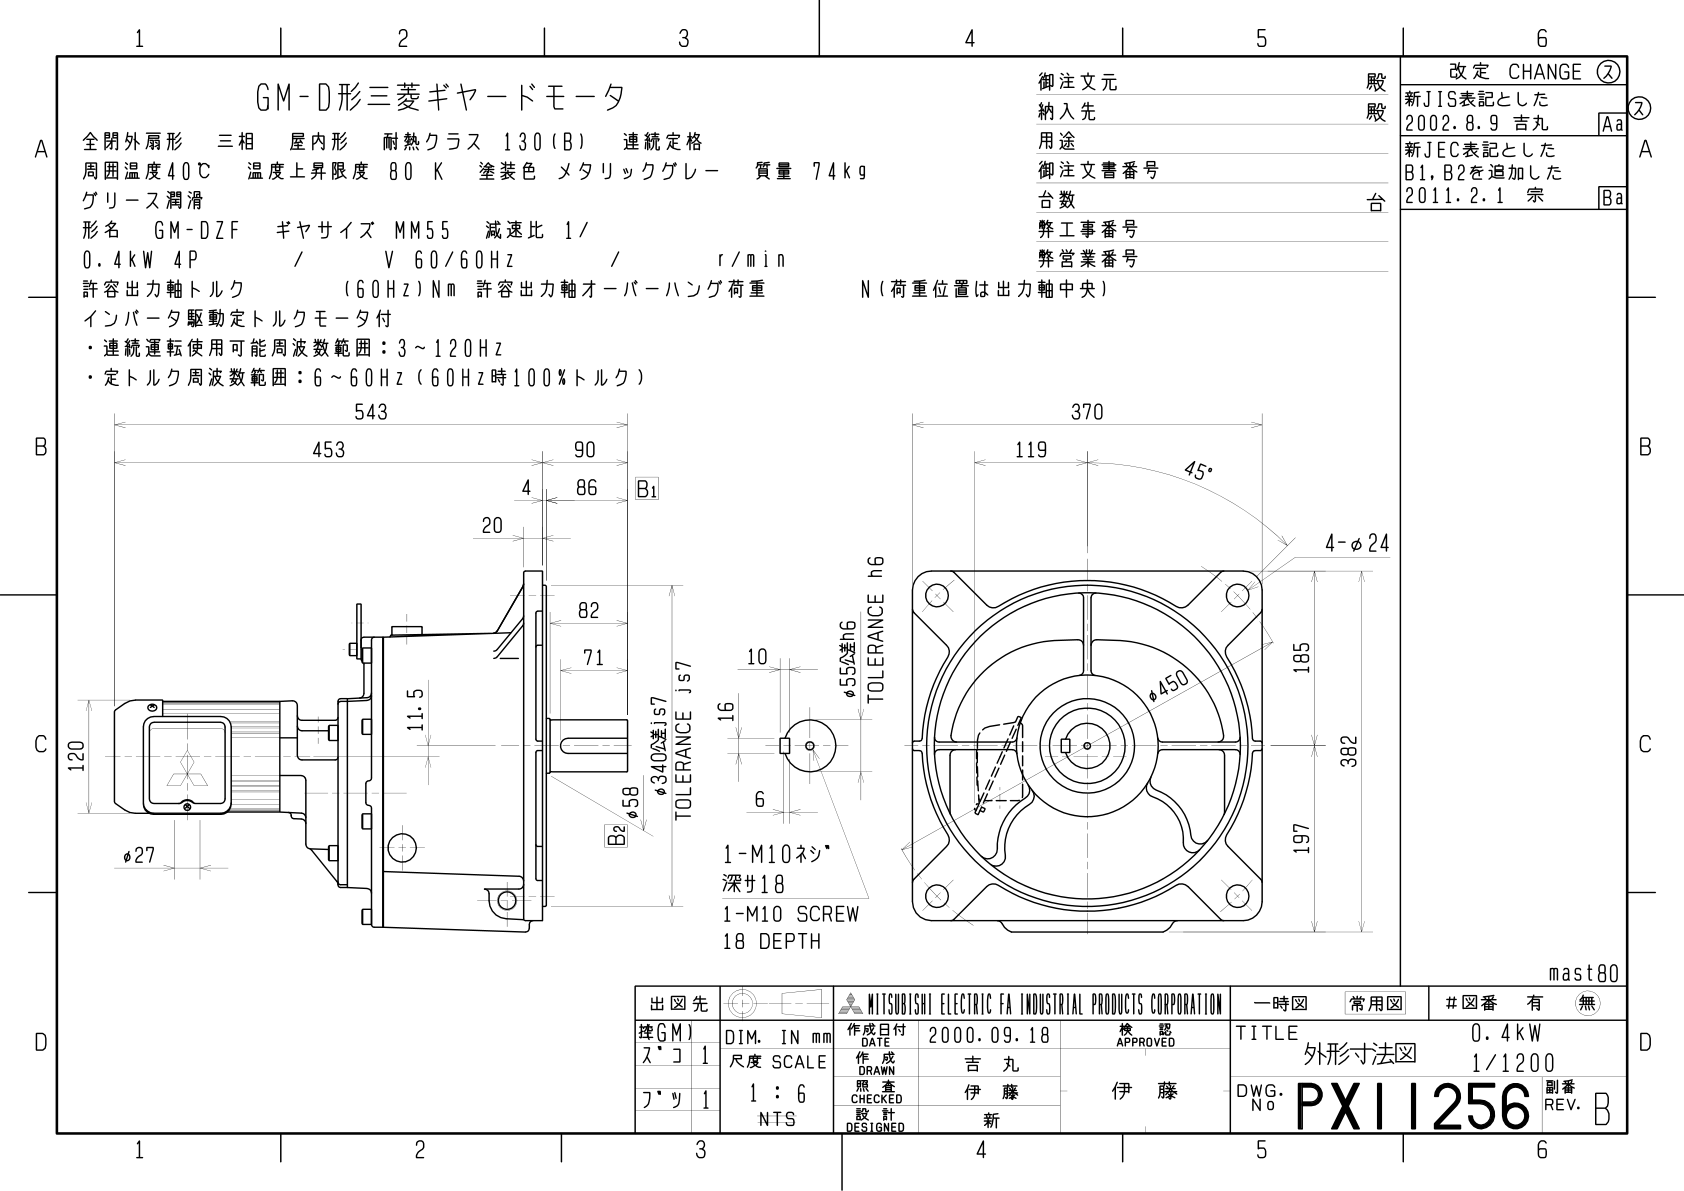 1 2 3 4 5 6
GM-D形三菱ギヤードモータ
全閉外扇形 三相 屋内形 耐熱クラス 130(B) 連続定格
周囲温度40℃ 温度上昇限度 80 K 塗装色 メタリックグレー 質量 74kg
グリース潤滑
形名 GM-DZF ギヤサイズ MM55 減速比 1/
0.4kW 4P / V 60/60Hz / r/min
許容出力軸トルク (60Hz)Nm 許容出力軸オーバーハング荷重 N(荷重位置は出力軸中央)
インバータ駆動定トルクモータ付
・連続運転使用可能周波数範囲：3~120Hz
・定トルク周波数範囲：6~60Hz(60Hz時100%トルク)
御注文元 殿
納入先 殿
用途
御注文書番号
台数 台
弊工事番号
弊営業番号
改定 CHANGE ス
新JIS表記とした
2002.8.9 吉丸 Aa
ス
新JEC表記とした
B1,B2を追加した
2011.2.1 宗 Ba
A A
B B
C C
D D
543
453 90
4 86 B1
20
82
71
11.5
120
φ27
φ340公差js7
TOLERANCE js7
φ58
B2
10
16
6
φ55公差h6
TOLERANCE h6
1-M10ネジ
深サ18
1-M10 SCREW
18 DEPTH
370
119
45°
4-φ24
φ450
185
382
197
mast80
出図先
MITSUBISHI ELECTRIC FA INDUSTRIAL PRODUCTS CORPORATION
一時図 常用図 #図番 有 無
控GM)
ズコ 1
ブツ 1
DIM. IN mm
尺度 SCALE
1 : 6
NTS
作成日付 DATE 2000.09.18
作成 DRAWN 吉丸
照査 CHECKED 伊藤
設計 DESIGNED 新
検認 APPROVED
伊藤
TITLE 0.4kW
外形寸法図 1/1200
DWG. No PX11256
副番 REV. B
1 2 3 4 5 6